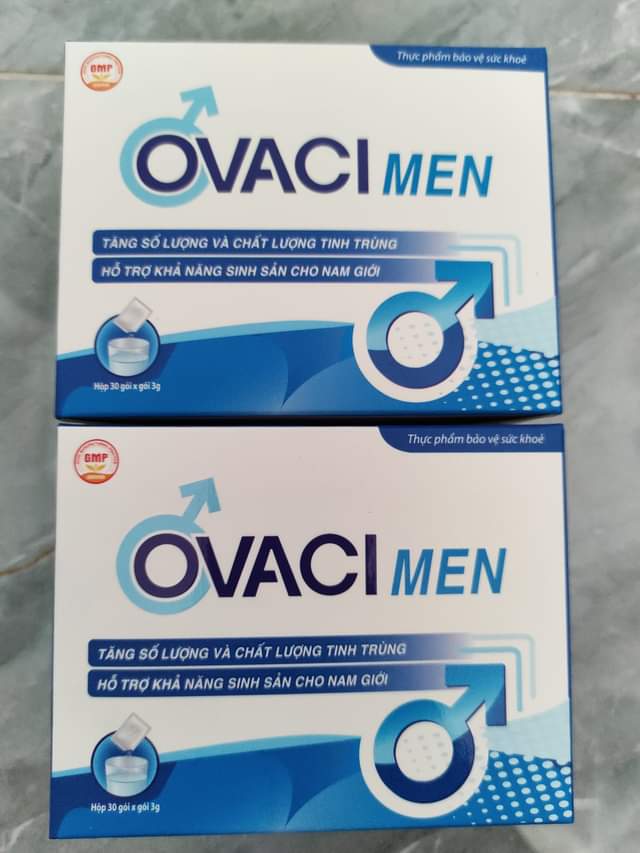 GMP
Thực phẩm bảo vệ sức khoẻ
OVACI MEN
TĂNG SỐ LƯỢNG VÀ CHẤT LƯỢNG TINH TRÙNG
HỖ TRỢ KHẢ NĂNG SINH SẢN CHO NAM GIỚI
Hộp 30 gói x gói 3g
GMP
Thực phẩm bảo vệ sức khoẻ
OVACI MEN
TĂNG SỐ LƯỢNG VÀ CHẤT LƯỢNG TINH TRÙNG
HỖ TRỢ KHẢ NĂNG SINH SẢN CHO NAM GIỚI
Hộp 30 gói x gói 3g